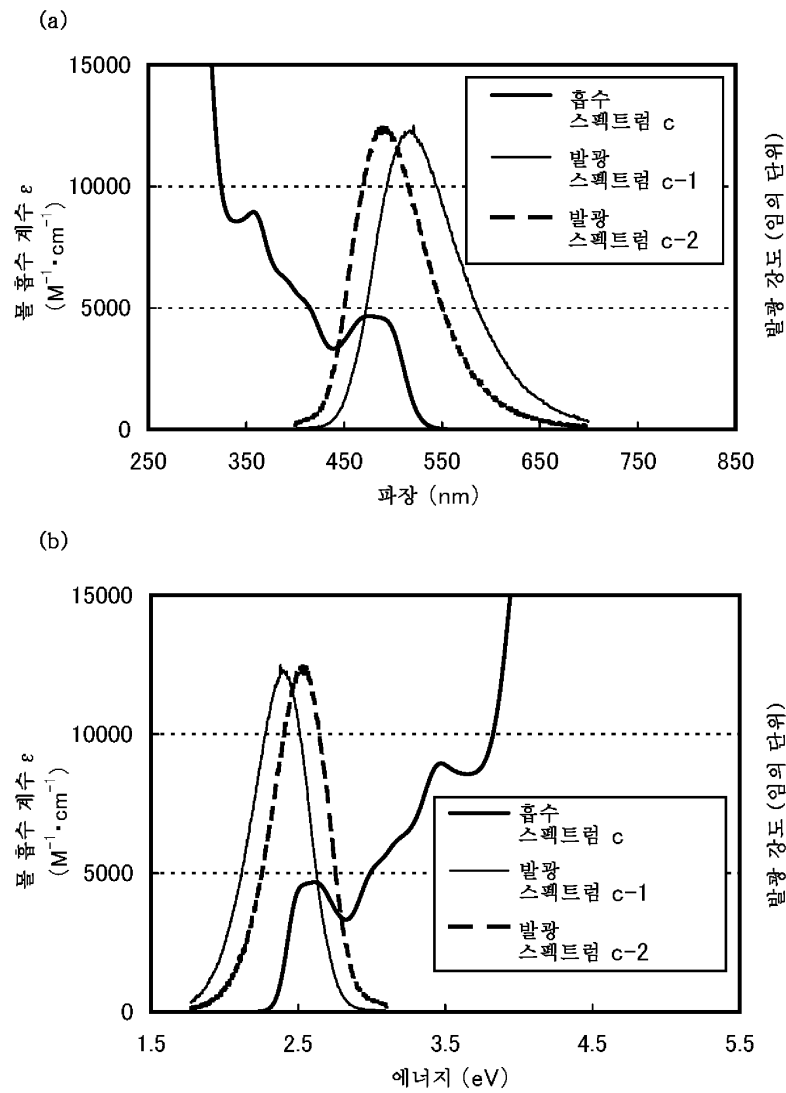 (a)
15000
10000
5000
0
몰 흡수 계수 ε
(M⁻¹·cm⁻¹)
흡수
스펙트럼 c
발광
스펙트럼 c-1
발광
스펙트럼 c-2
발광 강도(임의 단위)
250 350 450 550 650 750 850
파장 (nm)
(b)
15000
10000
5000
0
몰 흡수 계수 ε
(M⁻¹·cm⁻¹)
흡수
스펙트럼 c
발광
스펙트럼 c-1
발광
스펙트럼 c-2
발광 강도(임의 단위)
1.5 2.5 3.5 4.5 5.5
에너지 (eV)